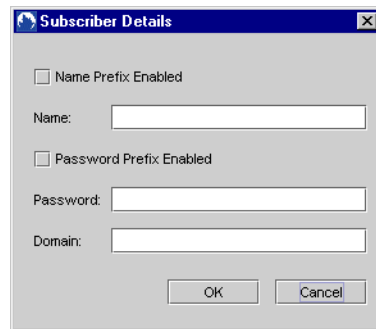 Subscriber Details
Name Prefix Enabled
Name:
Password Prefix Enabled
Password:
Domain:
OK Cancel